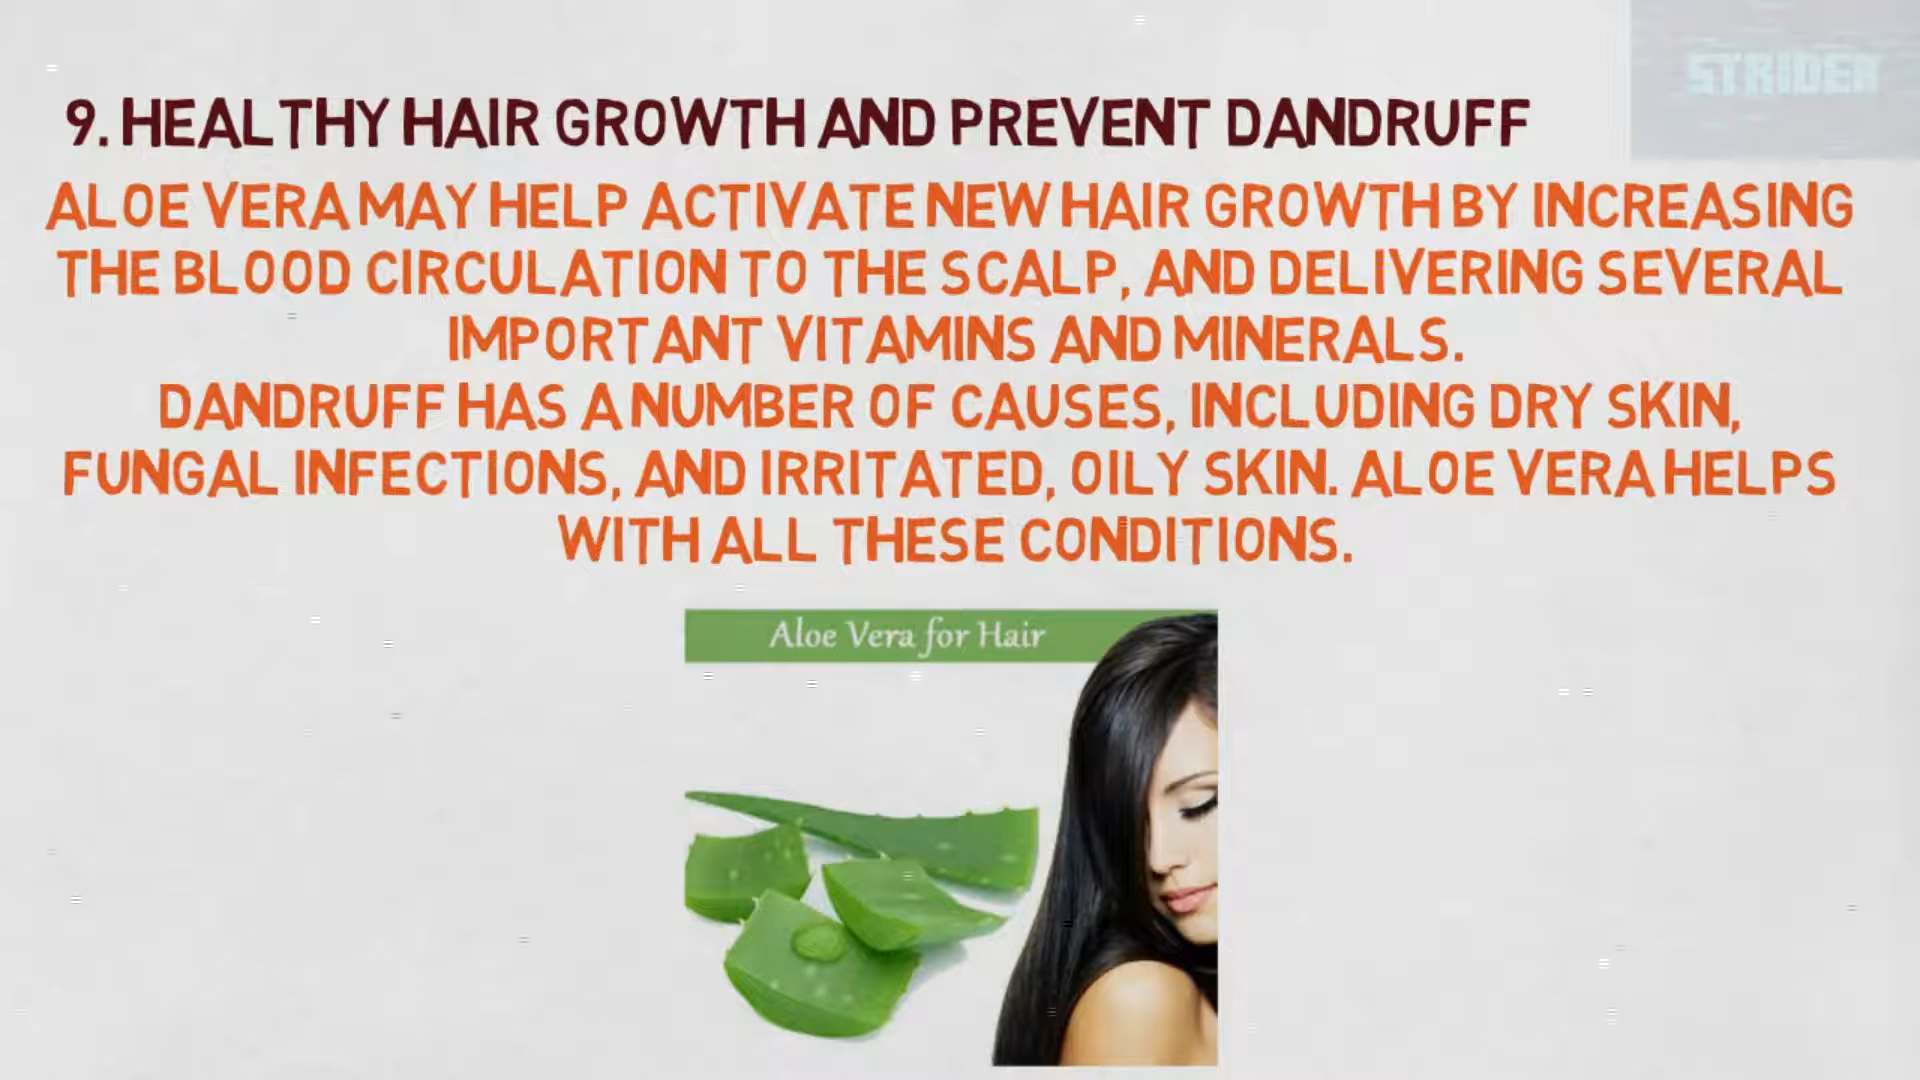 STRIDER
9. HEALTHY HAIR GROWTH AND PREVENT DANDRUFF
ALOE VERA MAY HELP ACTIVATE NEW HAIR GROWTH BY INCREASING
THE BLOOD CIRCULATION TO THE SCALP, AND DELIVERING SEVERAL
IMPORTANT VITAMINS AND MINERALS.
DANDRUFF HAS A NUMBER OF CAUSES, INCLUDING DRY SKIN,
FUNGAL INFECTIONS, AND IRRITATED, OILY SKIN. ALOE VERA HELPS
WITH ALL THESE CONDITIONS.
Aloe Vera for Hair